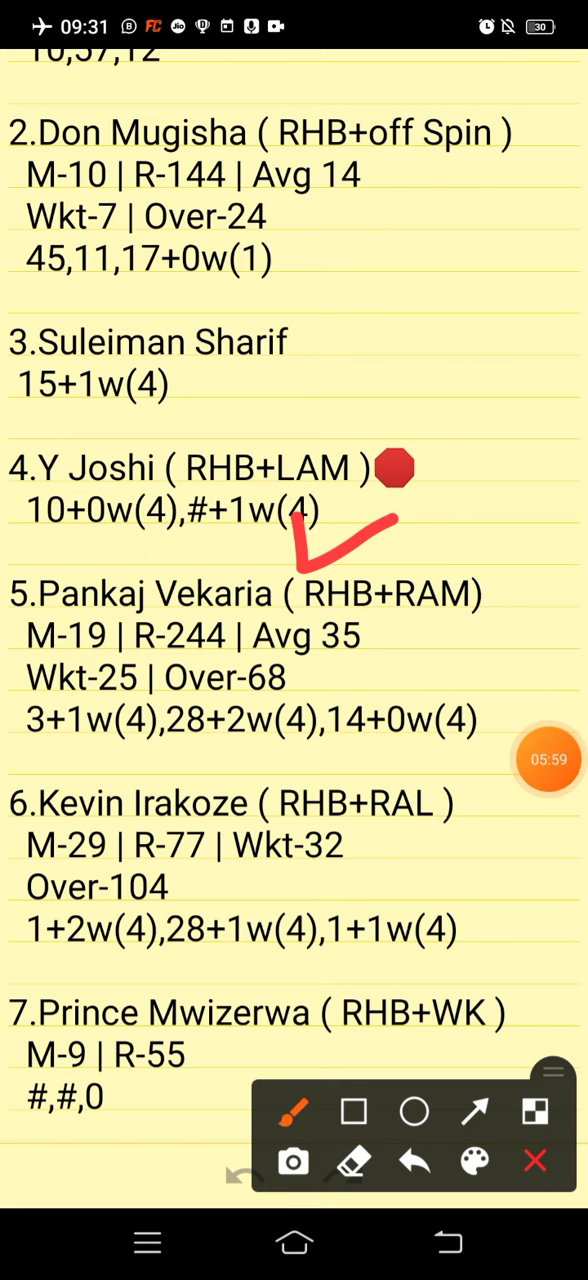 09:31
30
2.Don Mugisha ( RHB+off Spin )
M-10 | R-144 | Avg 14
Wkt-7 | Over-24
45,11,17+0w(1)
3.Suleiman Sharif
15+1w(4)
4.Y Joshi ( RHB+LAM )
10+0w(4),#+1w(4)
5.Pankaj Vekaria ( RHB+RAM)
M-19 | R-244 | Avg 35
Wkt-25 | Over-68
3+1w(4),28+2w(4),14+0w(4)
05:59
6.Kevin Irakoze ( RHB+RAL )
M-29 | R-77 | Wkt-32
Over-104
1+2w(4),28+1w(4),1+1w(4)
7.Prince Mwizerwa ( RHB+WK )
M-9 | R-55
#,#,0